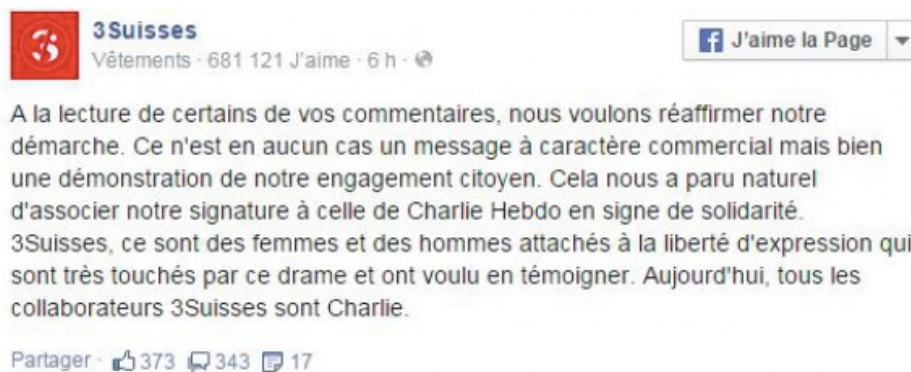 3Suisses
Vêtements · 681 121 J'aime · 6 h ·
J'aime la Page
A la lecture de certains de vos commentaires, nous voulons réaffirmer notre
démarche. Ce n'est en aucun cas un message à caractère commercial mais bien
une démonstration de notre engagement citoyen. Cela nous a paru naturel
d'associer notre signature à celle de Charlie Hebdo en signe de solidarité.
3Suisses, ce sont des femmes et des hommes attachés à la liberté d'expression qui
sont très touchés par ce drame et ont voulu en témoigner. Aujourd'hui, tous les
collaborateurs 3Suisses sont Charlie.
Partager · 373 343 17